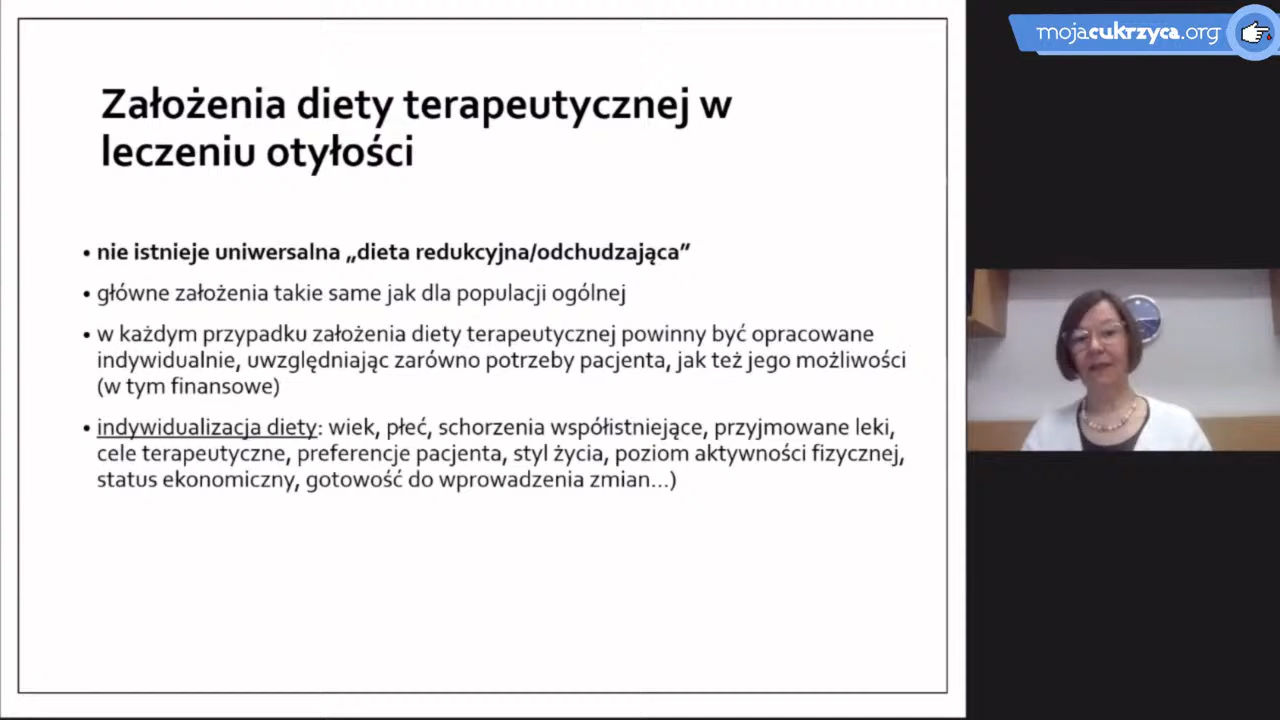 mojacukrzyca.org
Założenia diety terapeutycznej w
leczeniu otyłości
• nie istnieje uniwersalna „dieta redukcyjna/odchudzająca”
• główne założenia takie same jak dla populacji ogólnej
• w każdym przypadku założenia diety terapeutycznej powinny być opracowane
indywidualnie, uwzględniając zarówno potrzeby pacjenta, jak też jego możliwości
(w tym finansowe)
• indywidualizacja diety: wiek, płeć, schorzenia współistniejące, przyjmowane leki,
cele terapeutyczne, preferencje pacjenta, styl życia, poziom aktywności fizycznej,
status ekonomiczny, gotowość do wprowadzenia zmian...)